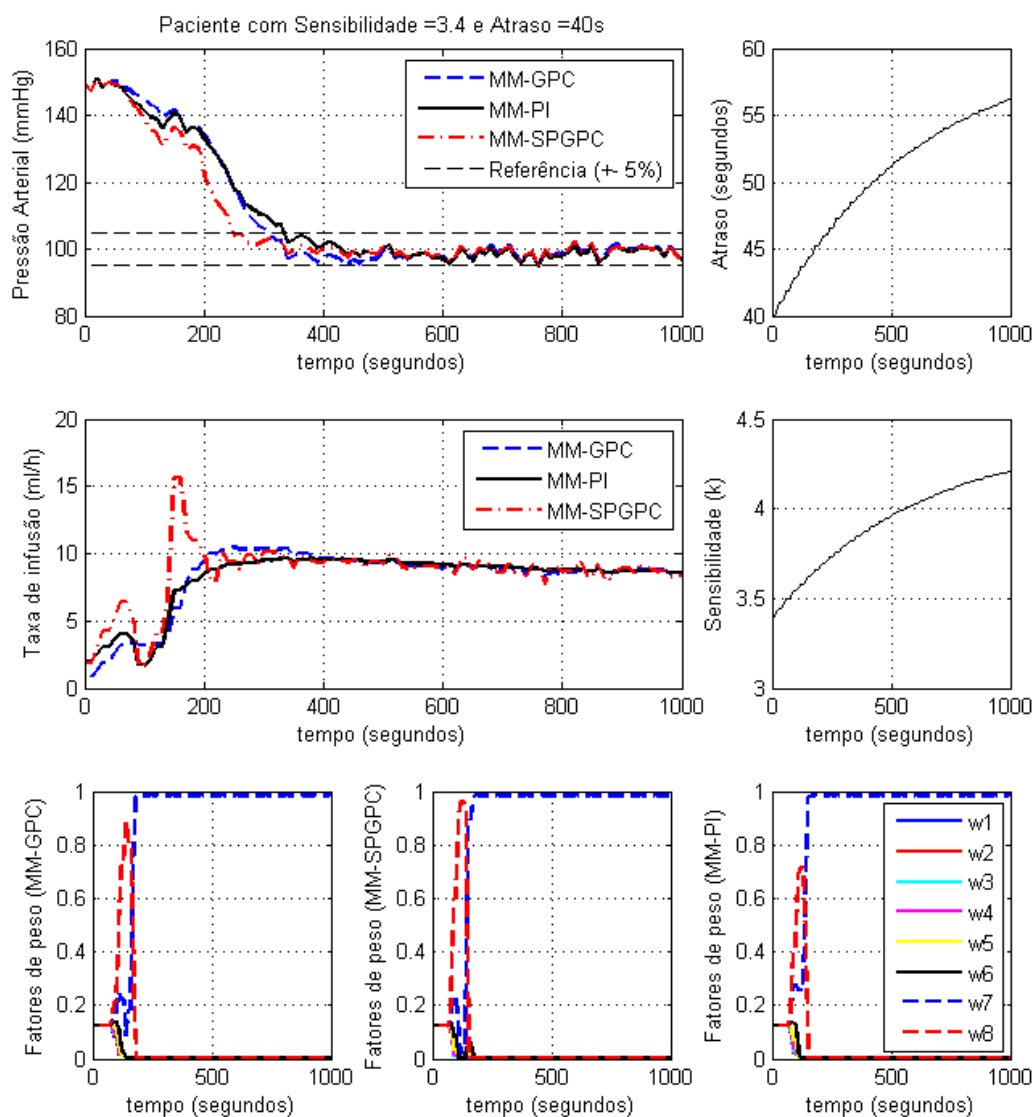 Paciente com Sensibilidade =3.4 e Atraso =40s
160
140
120
100
80
0
200
400
600
800
1000
Pressão Arterial (mmHg)
tempo (segundos)
MM-GPC
MM-PI
MM-SPGPC
Referência (+- 5%)
60
55
50
45
40
0
500
1000
Atraso (segundos)
tempo (segundos)
20
15
10
5
0
0
200
400
600
800
1000
Taxa de infusão (ml/h)
tempo (segundos)
MM-GPC
MM-PI
MM-SPGPC
4.5
4
3.5
3
0
500
1000
Sensibilidade (k)
tempo (segundos)
1
0.8
0.6
0.4
0.2
0
0
500
1000
Fatores de peso (MM-GPC)
tempo (segundos)
1
0.8
0.6
0.4
0.2
0
0
500
1000
Fatores de peso (MM-SPGPC)
tempo (segundos)
1
0.8
0.6
0.4
0.2
0
0
500
1000
Fatores de peso (MM-PI)
tempo (segundos)
w1
w2
w3
w4
w5
w6
w7
w8